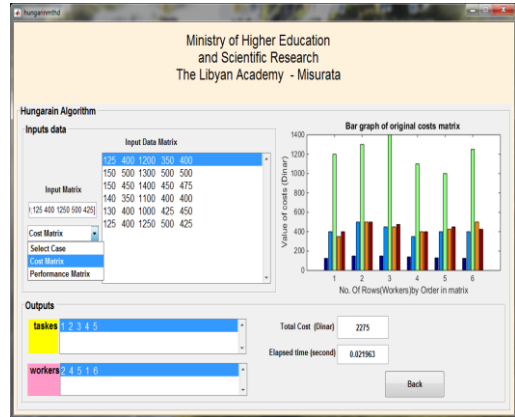 hungarinmthd
Ministry of Higher Education
and Scientific Research
The Libyan Academy - Misurata
Hungarain Algorithm
Inputs data
Input Data Matrix
125 400 1200 350 400
150 500 1300 500 500
150 450 1400 450 475
140 350 1100 400 400
130 400 1000 425 450
125 400 1250 500 425
Input Matrix
;125 400 1250 500 425]
Cost Matrix
Select Case
Cost Matrix
Performance Matrix
Bar graph of original costs matrix
Value of costs (Dinar)
1400
1200
1000
800
600
400
200
0
1 2 3 4 5 6
No. Of Rows(Workers)by Order in matrix
Outputs
taskes
1 2 3 4 5
workers
2 4 5 1 6
Total Cost (Dinar)
2275
Elapsed time (second)
0.021963
Back